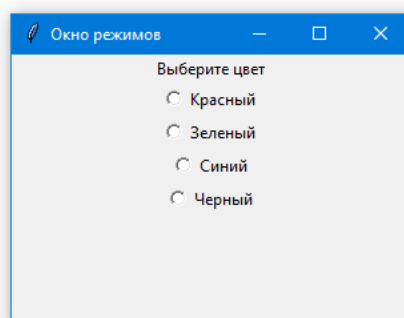 Окно режимов
Выберите цвет
Красный
Зеленый
Синий
Черный